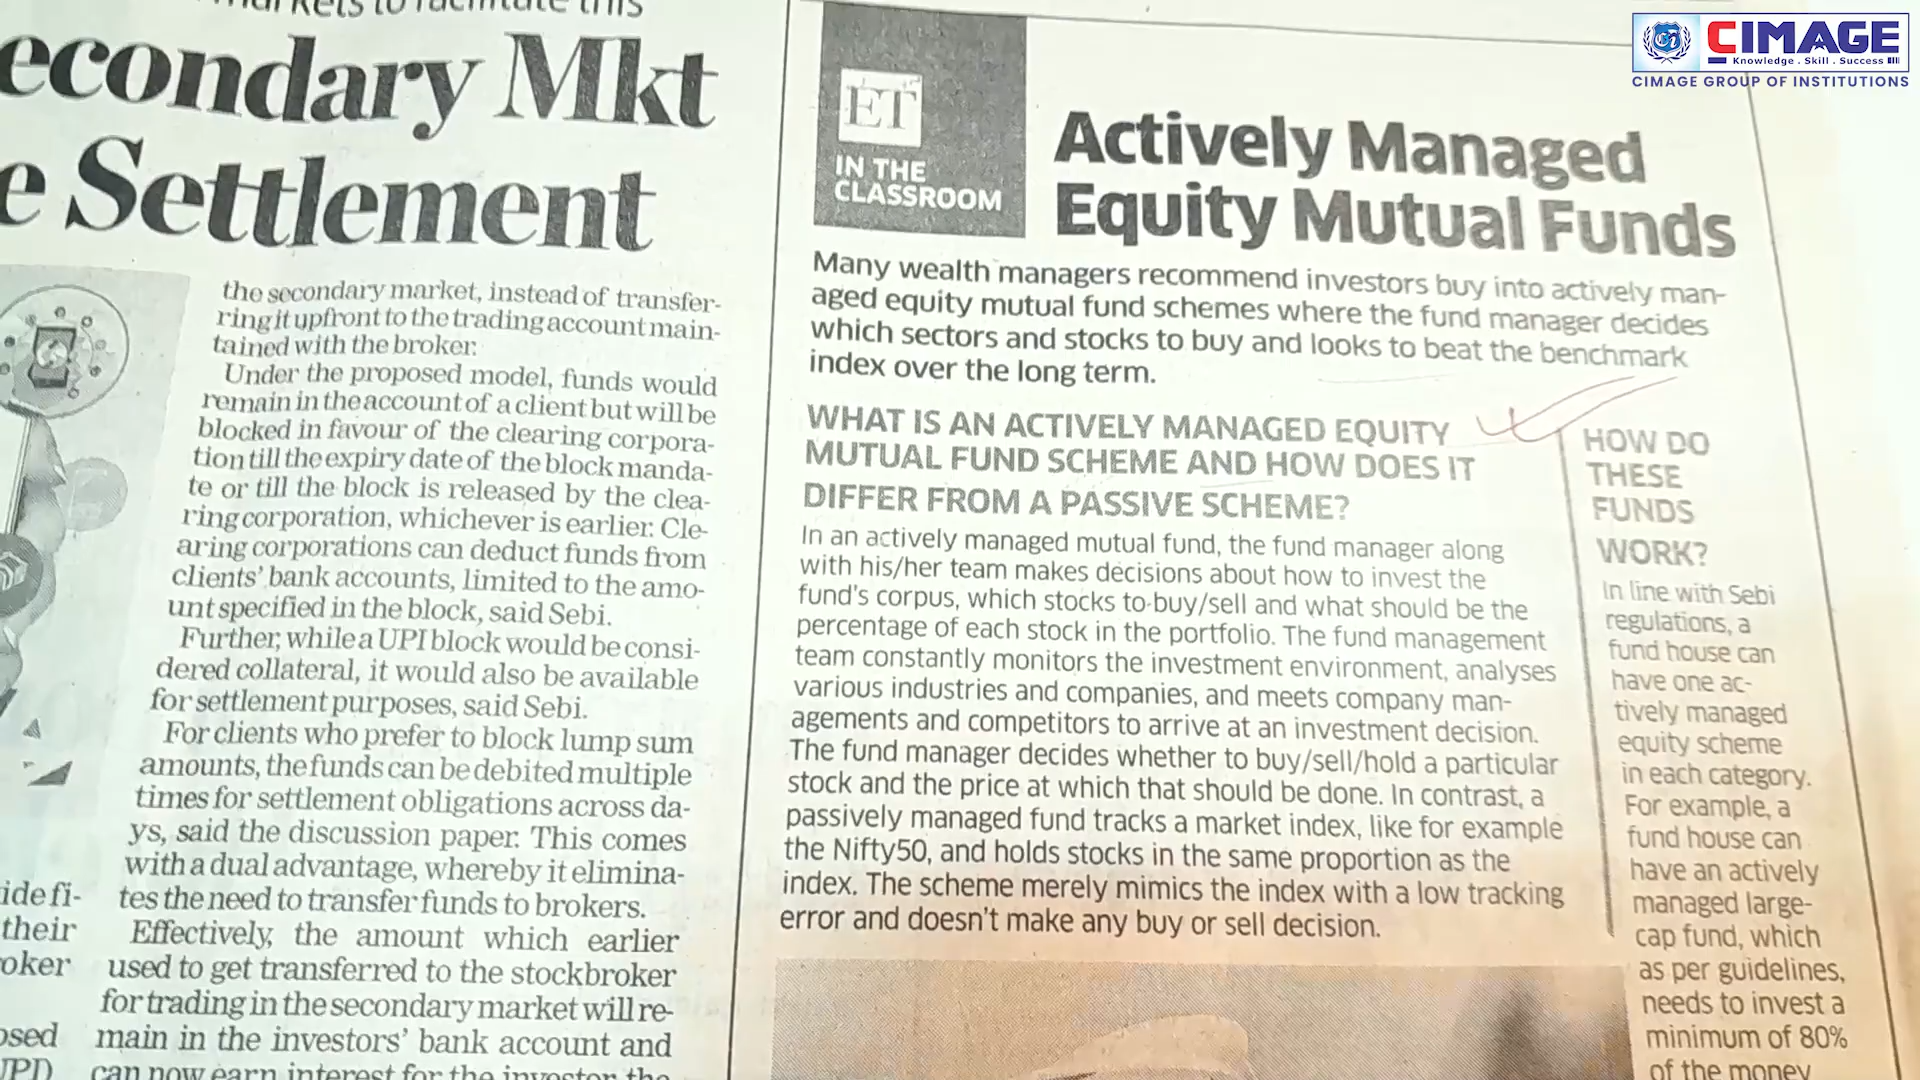 markets to facilitate this
econdary Mkt
e Settlement
the secondary market, instead of transfer-
ring it upfront to the trading account main-
tained with the broker.
Under the proposed model, funds would
remain in the account of a client but will be
blocked in favour of the clearing corpora-
tion till the expiry date of the block manda-
te or till the block is released by the clea-
ring corporation, whichever is earlier. Cle-
aring corporations can deduct funds from
clients' bank accounts, limited to the amo-
unt specified in the block, said Sebi.
Further, while a UPI block would be consi-
dered collateral, it would also be available
for settlement purposes, said Sebi.
For clients who prefer to block lump sum
amounts, the funds can be debited multiple
times for settlement obligations across da-
ys, said the discussion paper. This comes
with a dual advantage, whereby it elimina-
tes the need to transfer funds to brokers.
Effectively, the amount which earlier
used to get transferred to the stockbroker
for trading in the secondary market will re-
main in the investors' bank account and
can now earn interest for the investor, the
ide fi-
their
oker
osed
ET
IN THE
CLASSROOM
Actively Managed
Equity Mutual Funds
Many wealth managers recommend investors buy into actively man-
aged equity mutual fund schemes where the fund manager decides
which sectors and stocks to buy and looks to beat the benchmark
index over the long term.
WHAT IS AN ACTIVELY MANAGED EQUITY
MUTUAL FUND SCHEME AND HOW DOES IT
DIFFER FROM A PASSIVE SCHEME?
In an actively managed mutual fund, the fund manager along
with his/her team makes decisions about how to invest the
fund's corpus, which stocks to buy/sell and what should be the
percentage of each stock in the portfolio. The fund management
team constantly monitors the investment environment, analyses
various industries and companies, and meets company man-
agements and competitors to arrive at an investment decision.
The fund manager decides whether to buy/sell/hold a particular
stock and the price at which that should be done. In contrast, a
passively managed fund tracks a market index, like for example
the Nifty50, and holds stocks in the same proportion as the
index. The scheme merely mimics the index with a low tracking
error and doesn't make any buy or sell decision.
HOW DO
THESE
FUNDS
WORK?
In line with Sebi
regulations, a
fund house can
have one ac-
tively managed
equity scheme
in each category.
For example, a
fund house can
have an actively
managed large-
cap fund, which
as per guidelines,
needs to invest a
minimum of 80%
of the money
CIMAGE
Knowledge . Skill . Success
CIMAGE GROUP OF INSTITUTIONS